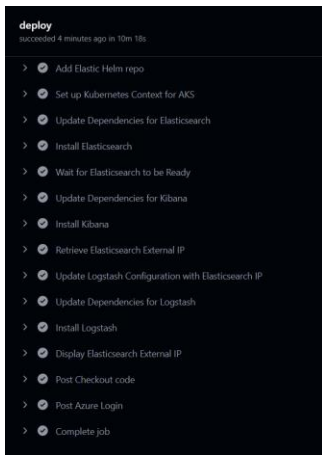 deploy
succeeded 4 minutes ago in 10m 18s
Add Elastic Helm repo
Set up Kubernetes Context for AKS
Update Dependencies for Elasticsearch
Install Elasticsearch
Wait for Elasticsearch to be Ready
Update Dependencies for Kibana
Install Kibana
Retrieve Elasticsearch External IP
Update Logstash Configuration with Elasticsearch IP
Update Dependencies for Logstash
Install Logstash
Display Elasticsearch External IP
Post Checkout code
Post Azure Login
Complete job